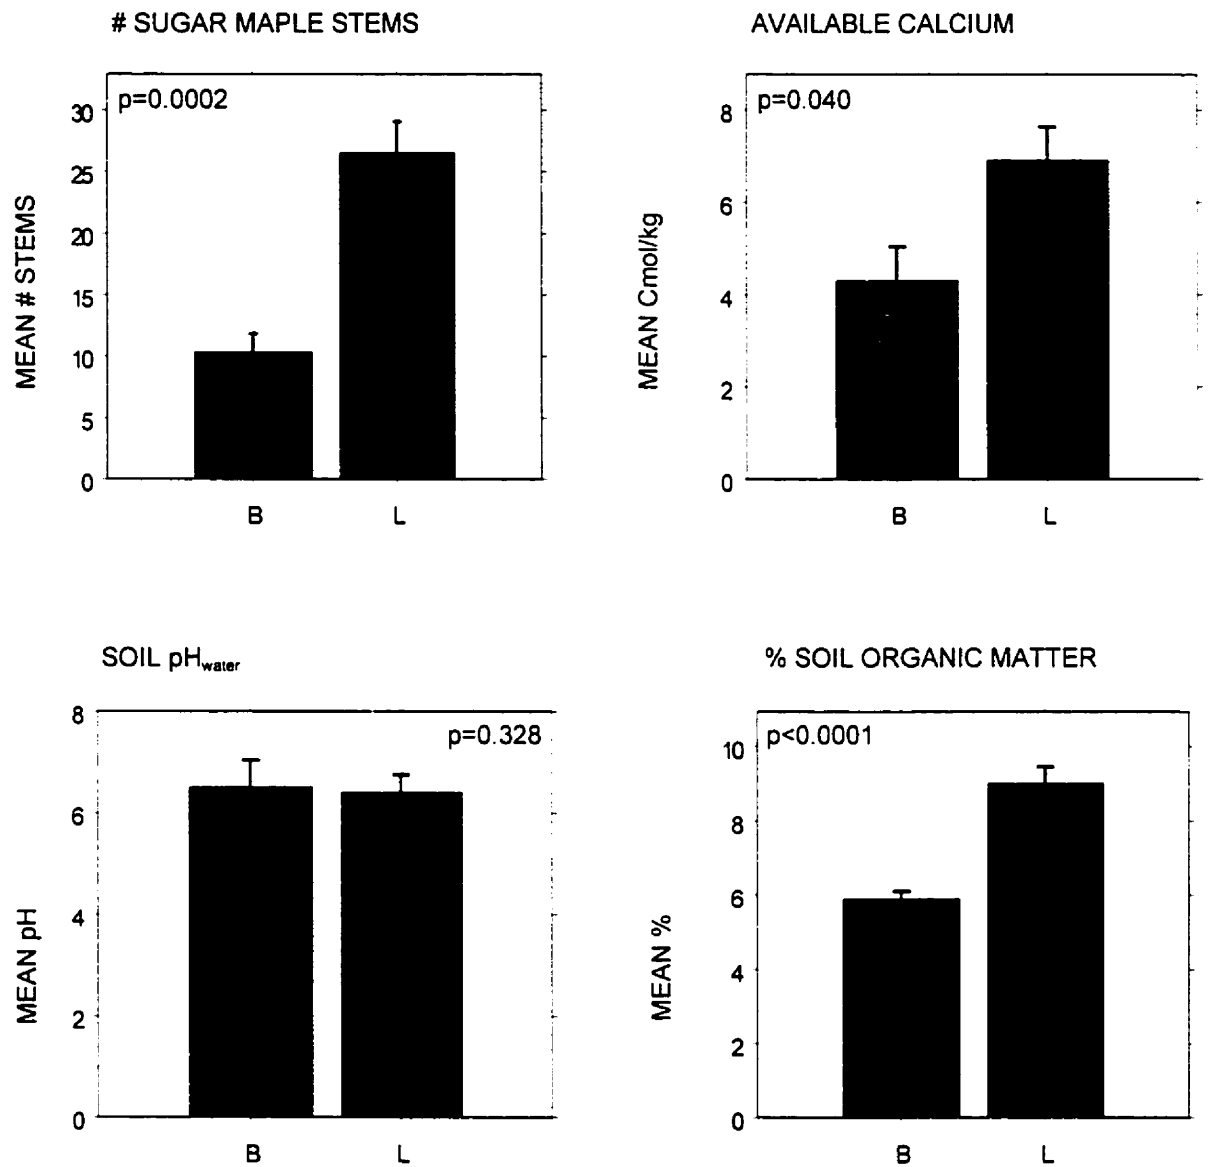 # SUGAR MAPLE STEMS
p=0.0002
MEAN # STEMS
30
25
20
15
10
5
0
B L
AVAILABLE CALCIUM
p=0.040
MEAN Cmol/kg
8
6
4
2
0
B L
SOIL pHwater
p=0.328
MEAN pH
8
6
4
2
0
B L
% SOIL ORGANIC MATTER
p<0.0001
MEAN %
10
8
6
4
2
0
B L